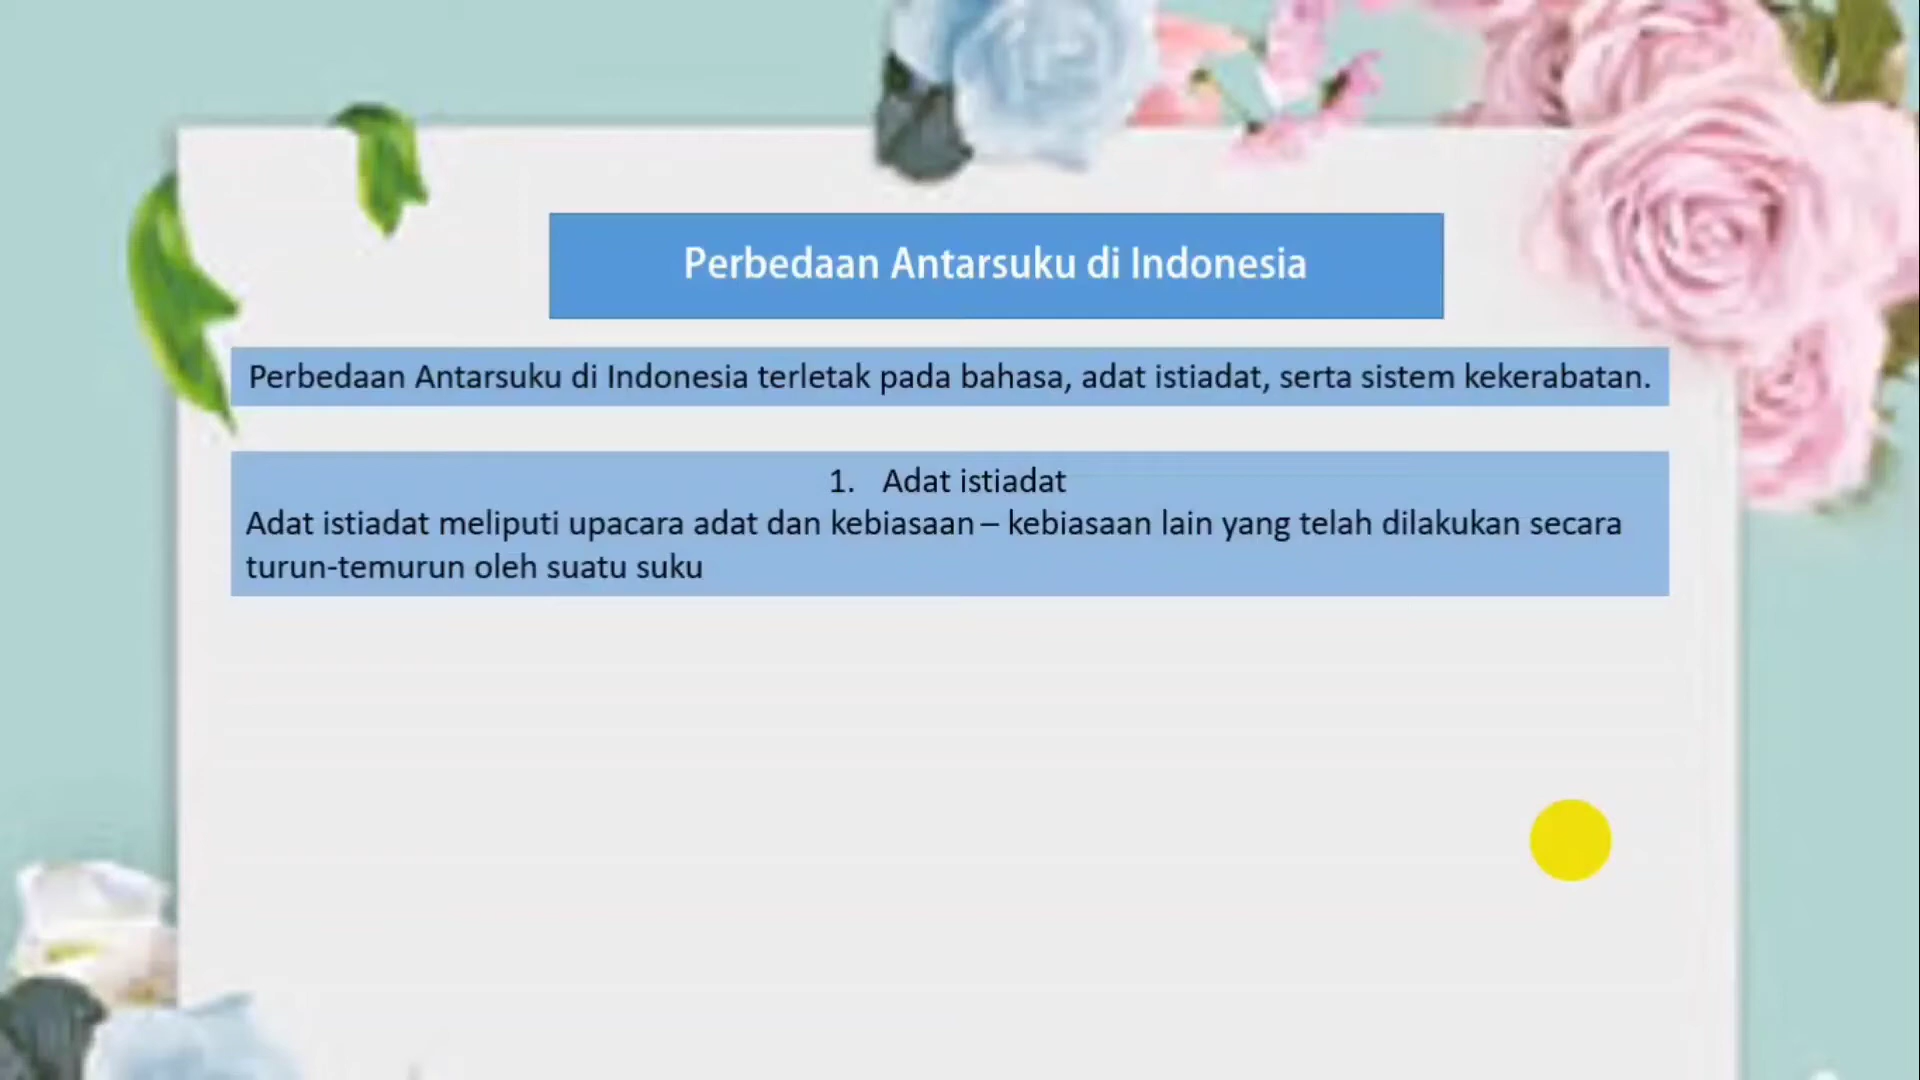 Perbedaan Antarsuku di Indonesia
Perbedaan Antarsuku di Indonesia terletak pada bahasa, adat istiadat, serta sistem kekerabatan.
1. Adat istiadat
Adat istiadat meliputi upacara adat dan kebiasaan – kebiasaan lain yang telah dilakukan secara
turun-temurun oleh suatu suku